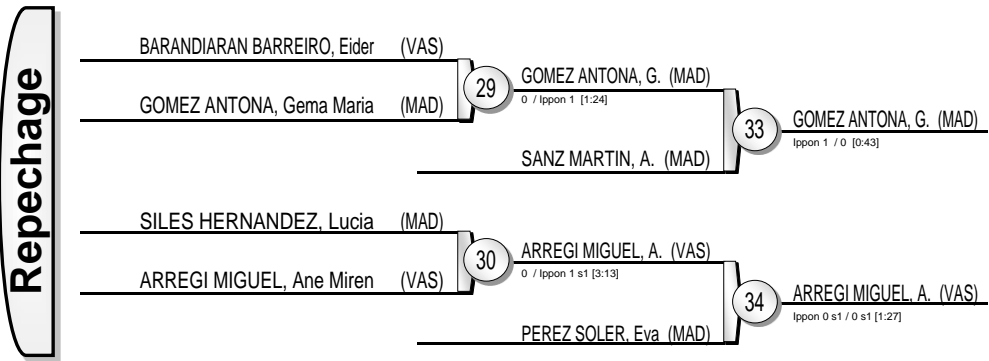 Repechage
BARANDIARAN BARREIRO, Eider (VAS)
GOMEZ ANTONA, Gema Maria (MAD)
29
GOMEZ ANTONA, G. (MAD)
0 / Ippon 1 [1:24]
SANZ MARTIN, A. (MAD)
33
GOMEZ ANTONA, G. (MAD)
Ippon 1 / 0 [0:43]
SILES HERNANDEZ, Lucia (MAD)
ARREGI MIGUEL, Ane Miren (VAS)
30
ARREGI MIGUEL, A. (VAS)
0 / Ippon 1 s1 [3:13]
PEREZ SOLER, Eva (MAD)
34
ARREGI MIGUEL, A. (VAS)
Ippon 0 s1 / 0 s1 [1:27]